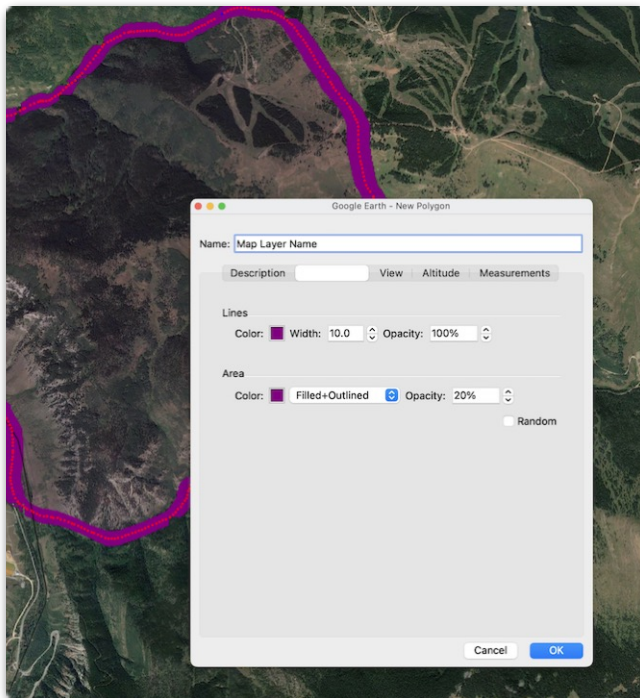 Google Earth - New Polygon
Name: Map Layer Name
Description View Altitude Measurements
Lines
Color: Width: 10.0 Opacity: 100%
Area
Color: Filled+Outlined Opacity: 20%
Random
Cancel OK